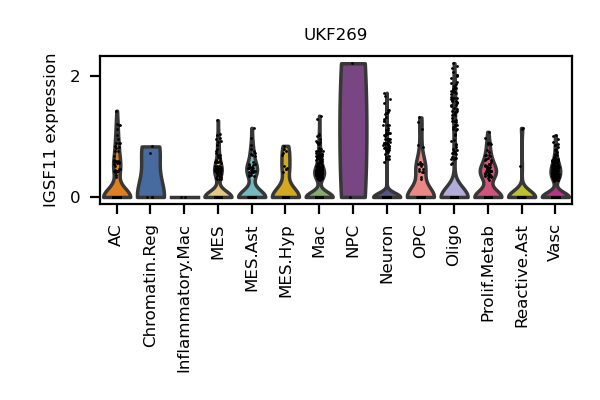 UKF269
IGSF11 expression
2
0
AC
Chromatin.Reg
Inflammatory.Mac
MES
MES.Ast
MES.Hyp
Mac
NPC
Neuron
OPC
Oligo
Prolif.Metab
Reactive.Ast
Vasc